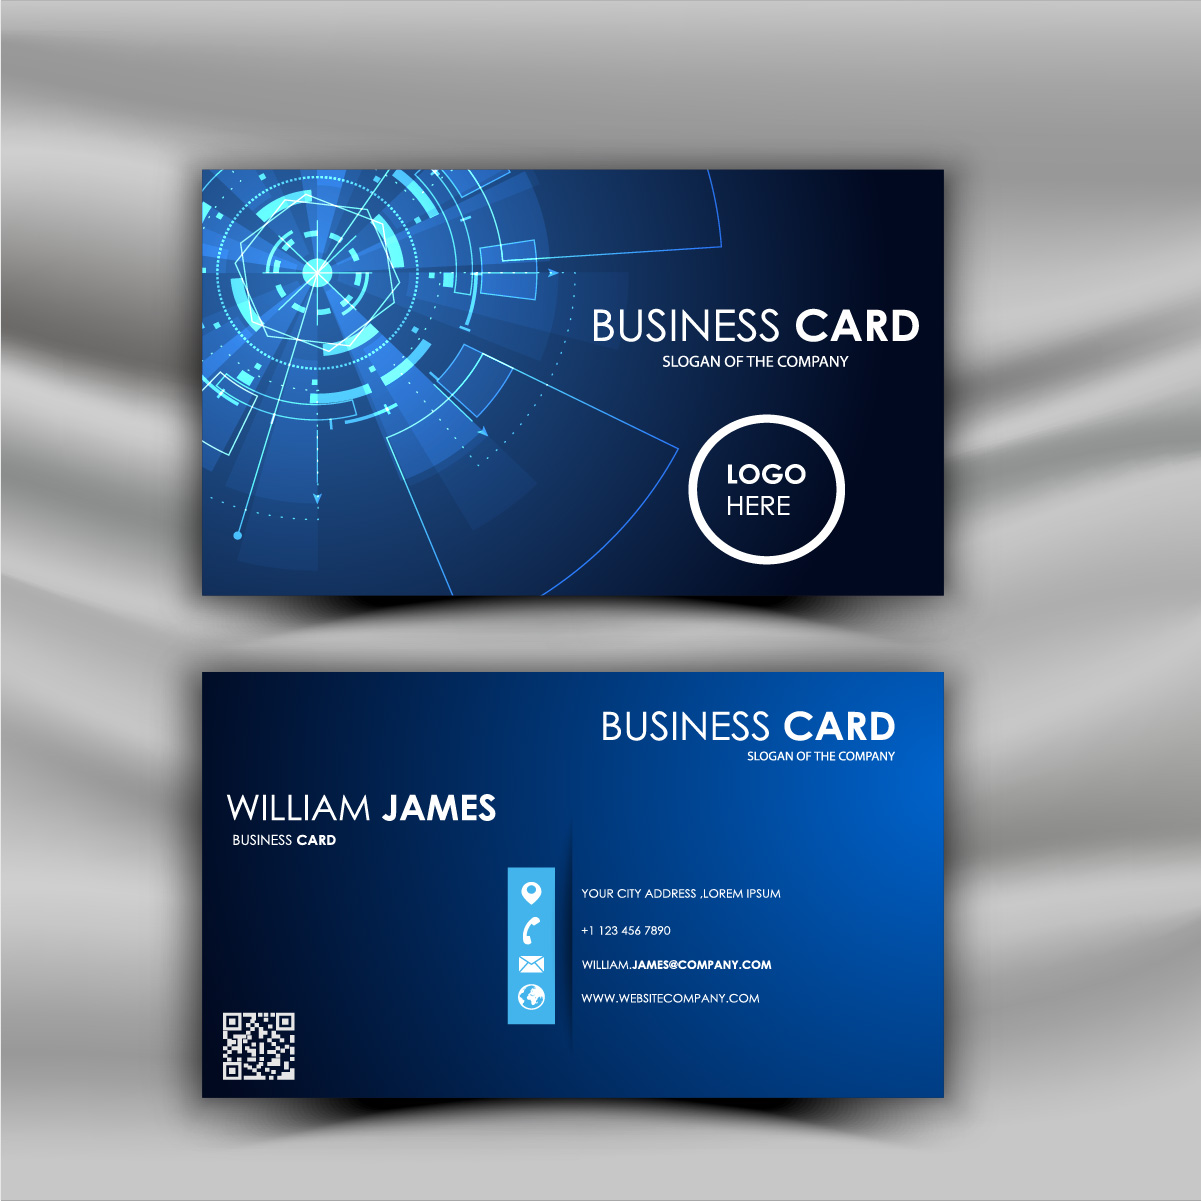 BUSINESS CARD
SLOGAN OF THE COMPANY
LOGO
HERE
BUSINESS CARD
SLOGAN OF THE COMPANY
WILLIAM JAMES
BUSINESS CARD
YOUR CITY ADDRESS ,LOREM IPSUM
+1 123 456 7890
WILLIAM.JAMES@COMPANY.COM
WWW.WEBSITECOMPANY.COM